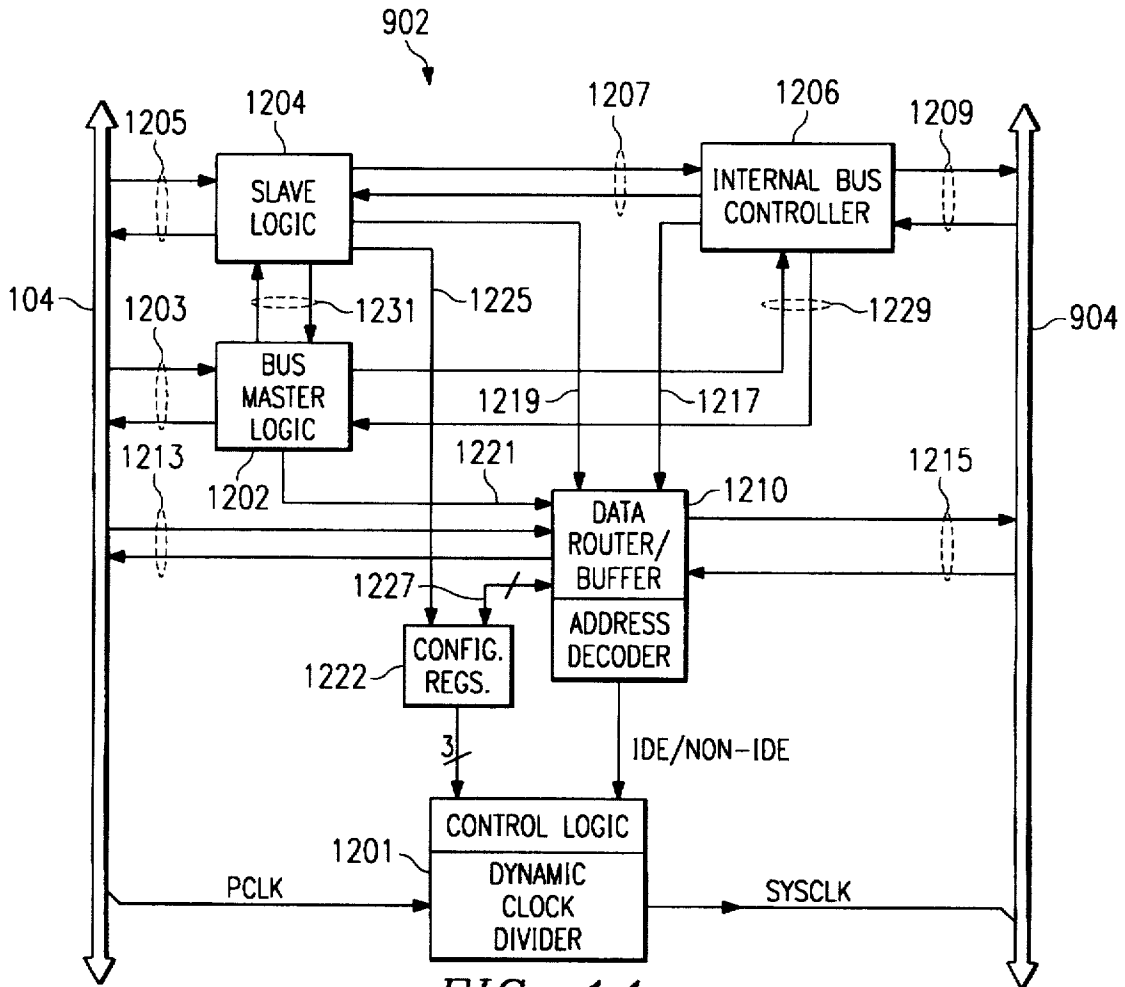 902
1204
1207
1206
1209
1205
SLAVE
LOGIC
INTERNAL BUS
CONTROLLER
104
1203
1231
1225
1229
904
BUS
MASTER
LOGIC
1219
1217
1213
1202
1221
1210
1215
DATA
ROUTER/
BUFFER
1227
ADDRESS
DECODER
CONFIG.
REGS.
1222
3
IDE/NON-IDE
CONTROL LOGIC
1201
DYNAMIC
CLOCK
DIVIDER
PCLK
SYSCLK